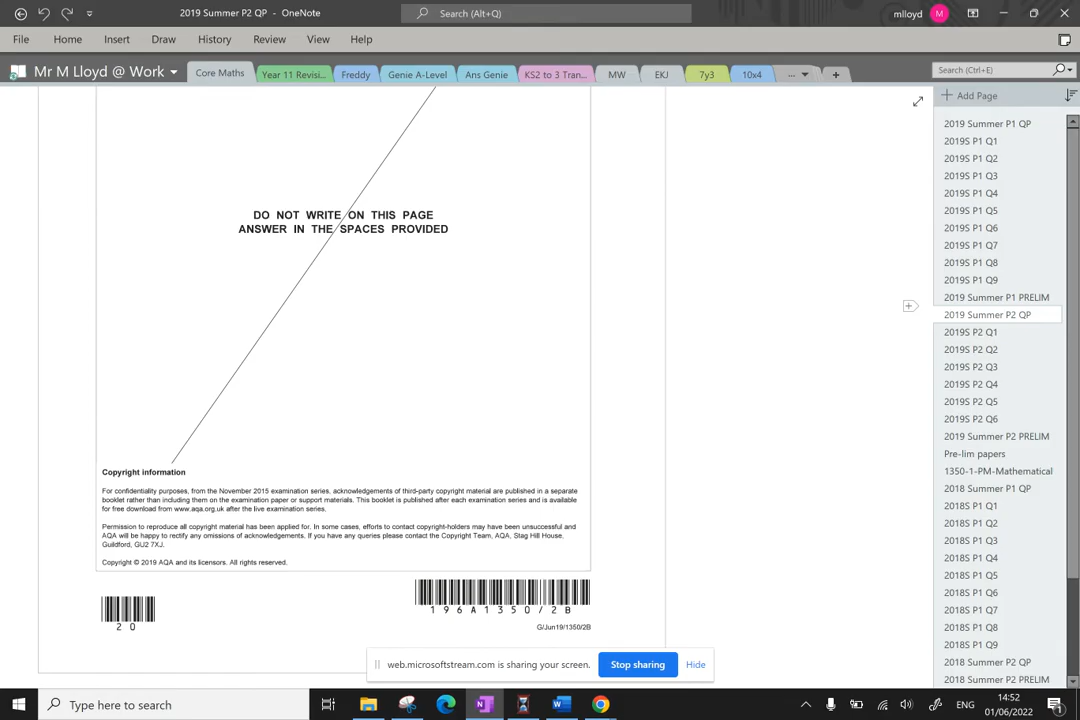 2019 Summer P2 QP - OneNote
Search (Alt+Q)
mlloyd
M
File
Home
Insert
Draw
History
Review
View
Help
Mr M Lloyd @ Work
Core Maths
Year 11 Revisi...
Freddy
Genie A-Level
Ans Genie
KS2 to 3 Tran...
MW
EKJ
7y3
10x4
...
+
Search (Ctrl+E)
Add Page
2019 Summer P1 QP
2019S P1 Q1
2019S P1 Q2
2019S P1 Q3
2019S P1 Q4
2019S P1 Q5
2019S P1 Q6
2019S P1 Q7
2019S P1 Q8
2019S P1 Q9
2019 Summer P1 PRELIM
2019 Summer P2 QP
2019S P2 Q1
2019S P2 Q2
2019S P2 Q3
2019S P2 Q4
2019S P2 Q5
2019S P2 Q6
2019 Summer P2 PRELIM
Pre-lim papers
1350-1-PM-Mathematical
2018 Summer P1 QP
2018S P1 Q1
2018S P1 Q2
2018S P1 Q3
2018S P1 Q4
2018S P1 Q5
2018S P1 Q6
2018S P1 Q7
2018S P1 Q8
2018S P1 Q9
2018 Summer P2 QP
2018 Summer P1 PRELIM
DO NOT WRITE ON THIS PAGE
ANSWER IN THE SPACES PROVIDED
Copyright information
For confidentiality purposes, from the November 2015 examination series, acknowledgements of third-party copyright material are published in a separate
booklet rather than including them on the examination paper or support materials. This booklet is published after each examination series and is available
for free download from www.aqa.org.uk after the live examination series.
Permission to reproduce all copyright material has been applied for. In some cases, efforts to contact copyright-holders may have been unsuccessful and
AQA will be happy to rectify any omissions of acknowledgements. If you have any queries please contact the Copyright Team, AQA, Stag Hill House,
Guildford, GU2 7XJ.
Copyright © 2019 AQA and its licensors. All rights reserved.
2 0
1 9 6 A 1 3 5 0 / 2 B
G/Jun19/1350/2B
web.microsoftstream.com is sharing your screen.
Stop sharing
Hide
Type here to search
ENG
14:52
01/06/2022
1